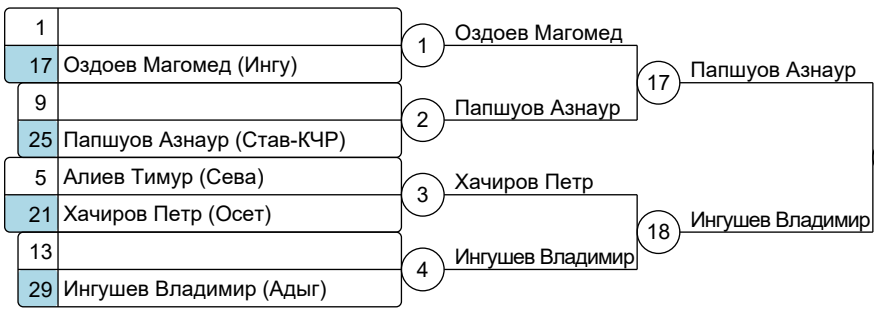 1
17 Оздоев Магомед (Ингу)
9
25 Папшуов Азнаур (Став-КЧР)
5 Алиев Тимур (Сева)
21 Хачиров Петр (Осет)
13
29 Ингушев Владимир (Адыг)
1 Оздоев Магомед
2 Папшуов Азнаур
3 Хачиров Петр
4 Ингушев Владимир
17 Папшуов Азнаур
18 Ингушев Владимир